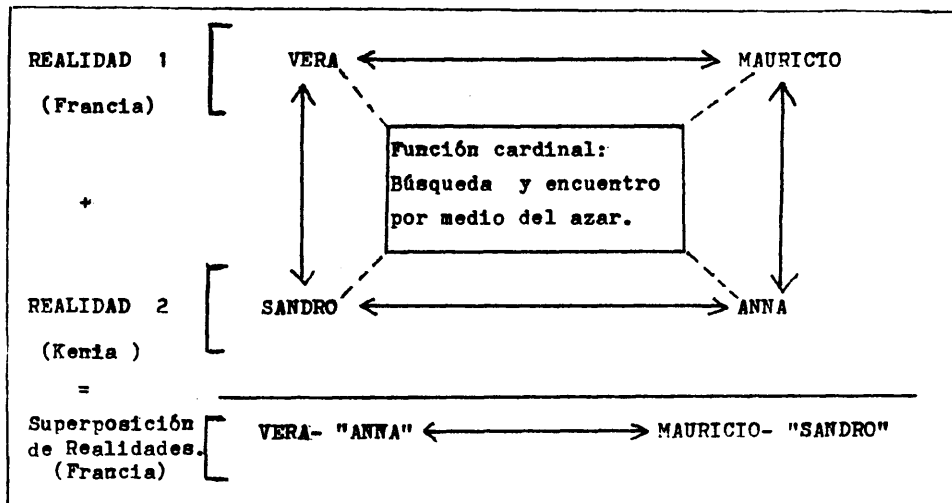 REALIDAD 1 VERA MAURICIO
(Francia)
Función cardinal:
Búsqueda y encuentro
por medio del azar.
+
REALIDAD 2 SANDRO ANNA
(Kenia )
=
Superposición
de Realidades. VERA- "ANNA" MAURICIO- "SANDRO"
(Francia)